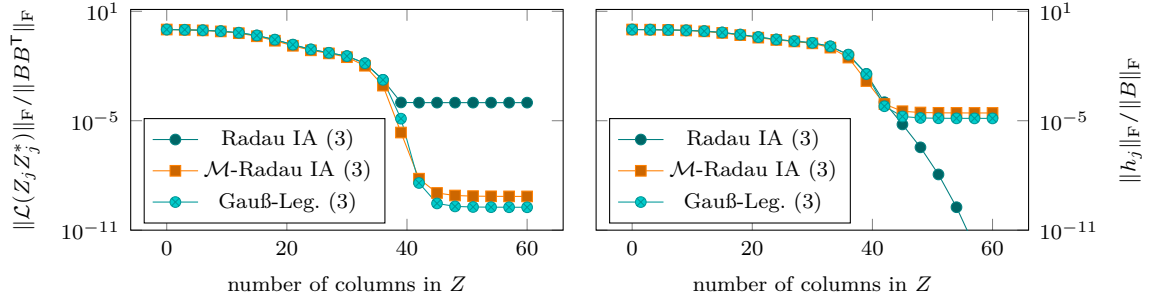 10^1
10^-5
10^-11
‖𝓛(Z_j Z_j^*)‖_F / ‖BB^T‖_F
0 20 40 60
number of columns in Z
Radau IA (3)
𝓜-Radau IA (3)
Gauß-Leg. (3)
10^1
10^-5
10^-11
‖h_j‖_F / ‖B‖_F
0 20 40 60
number of columns in Z
Radau IA (3)
𝓜-Radau IA (3)
Gauß-Leg. (3)